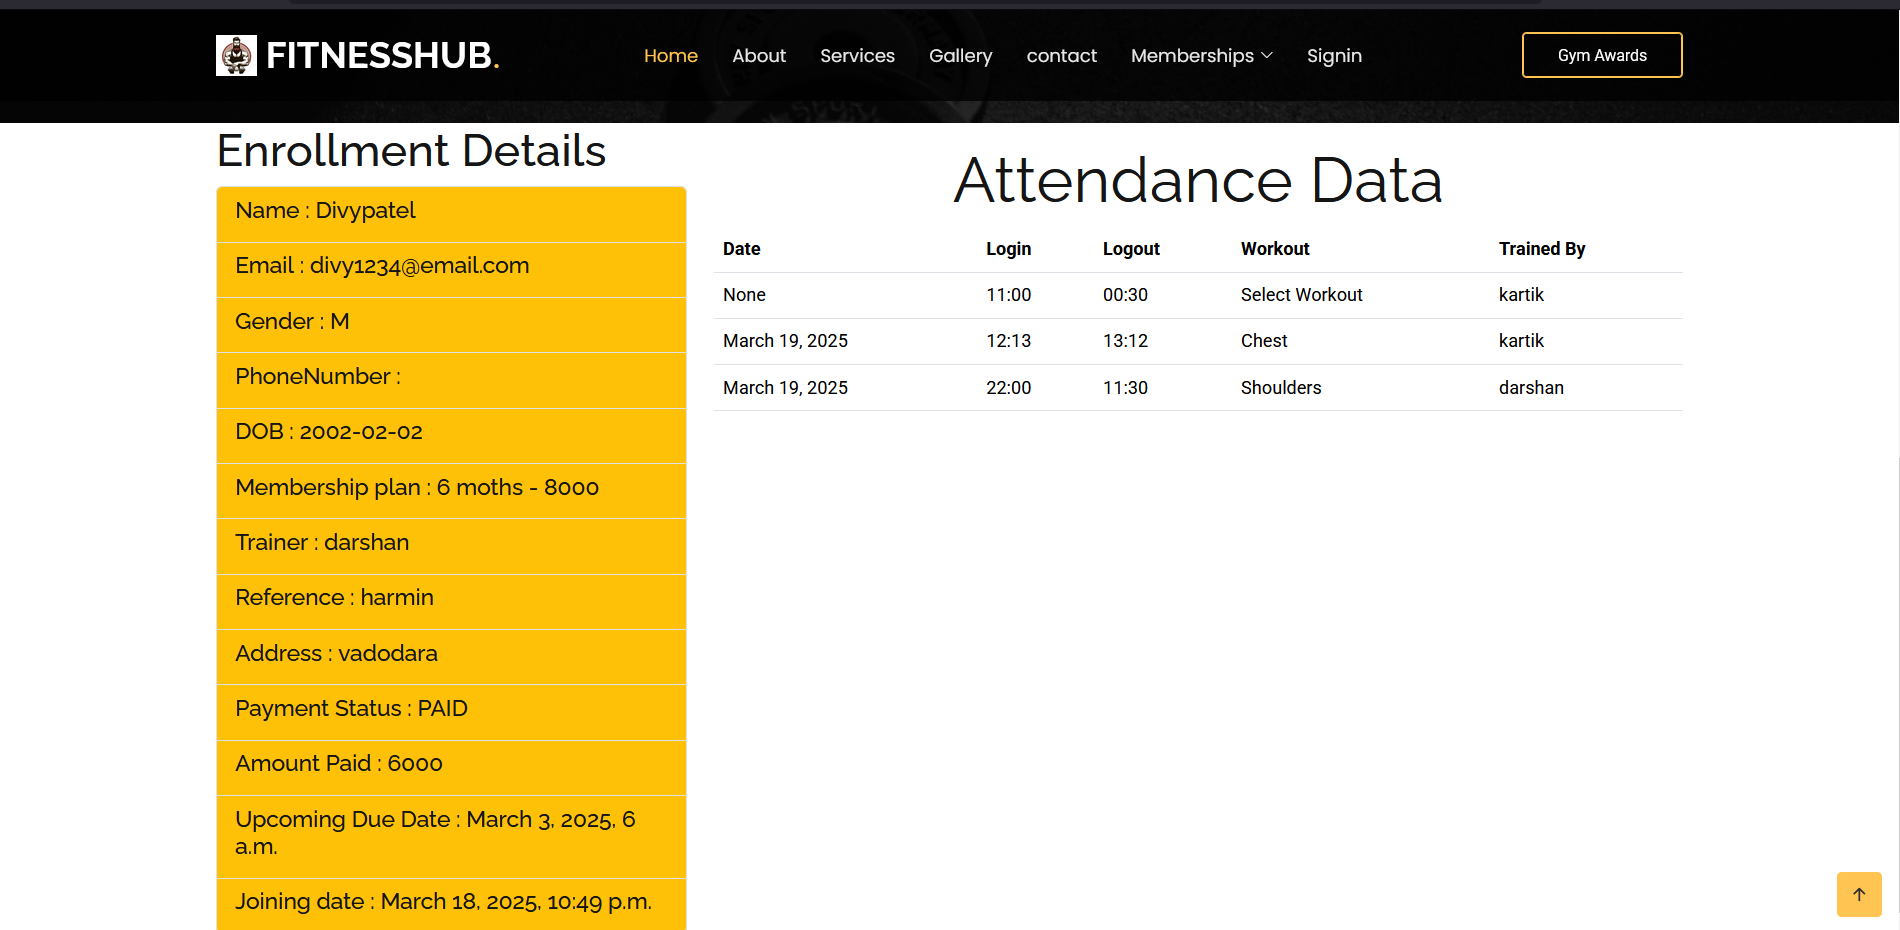 FITNESSHUB.
Home About Services Gallery contact Memberships Signin
Gym Awards
Enrollment Details
Name : Divypatel
Email : divy1234@email.com
Gender : M
PhoneNumber :
DOB : 2002-02-02
Membership plan : 6 moths - 8000
Trainer : darshan
Reference : harmin
Address : vadodara
Payment Status : PAID
Amount Paid : 6000
Upcoming Due Date : March 3, 2025, 6
a.m.
Joining date : March 18, 2025, 10:49 p.m.
Attendance Data
Date Login Logout Workout Trained By
None 11:00 00:30 Select Workout kartik
March 19, 2025 12:13 13:12 Chest kartik
March 19, 2025 22:00 11:30 Shoulders darshan